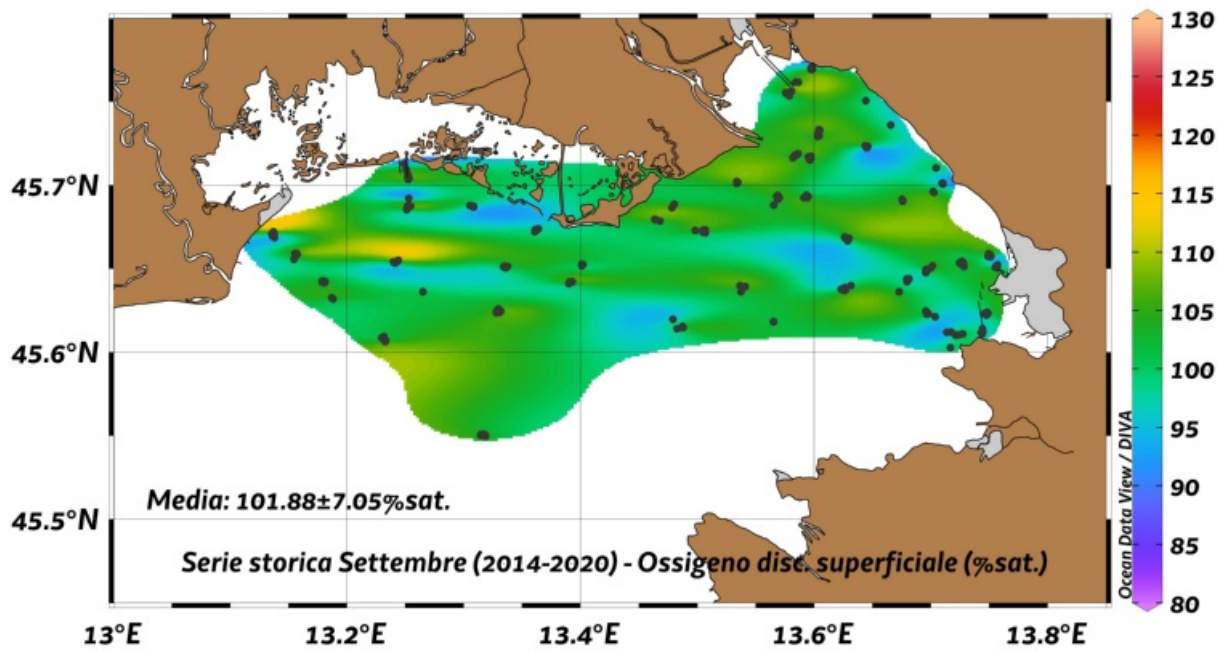 130
125
120
115
110
105
100
95
90
85
80
Ocean Data View / DIVA
45.7°N
45.6°N
45.5°N
Media: 101.88±7.05%sat.
Serie storica Settembre (2014-2020) - Ossigeno disc. superficiale (%sat.)
13°E 13.2°E 13.4°E 13.6°E 13.8°E